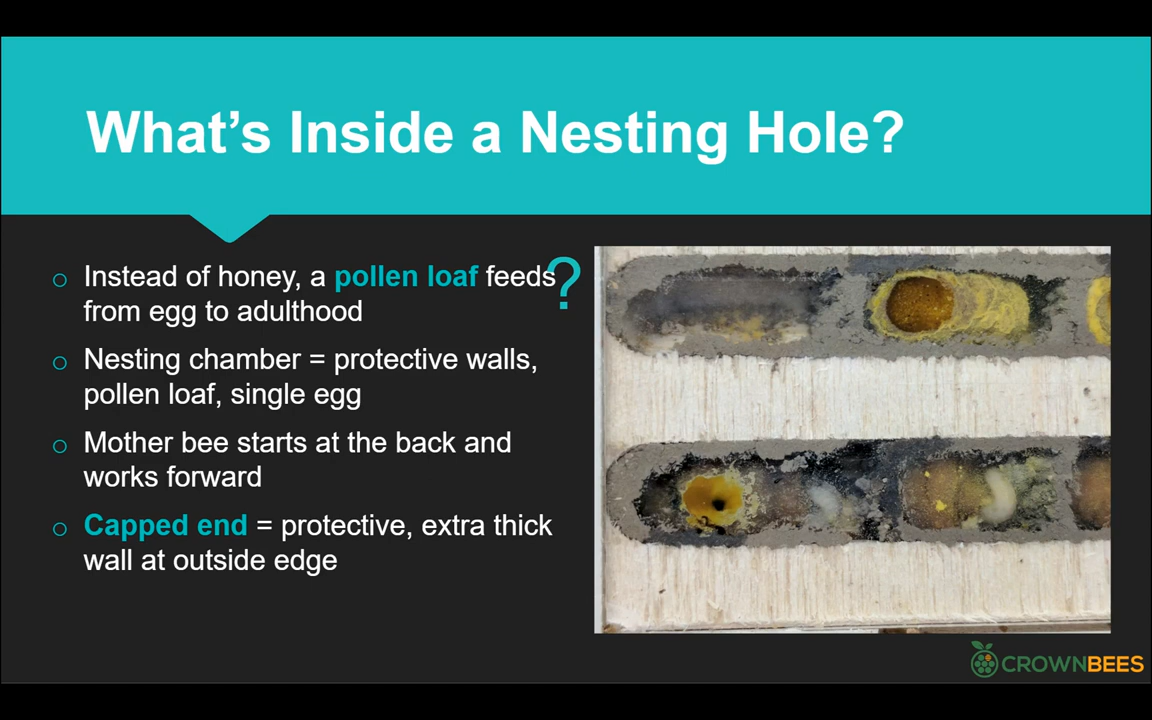 What's Inside a Nesting Hole?
Instead of honey, a pollen loaf feeds
from egg to adulthood
?
Nesting chamber = protective walls,
pollen loaf, single egg
Mother bee starts at the back and
works forward
Capped end = protective, extra thick
wall at outside edge
CROWNBEES